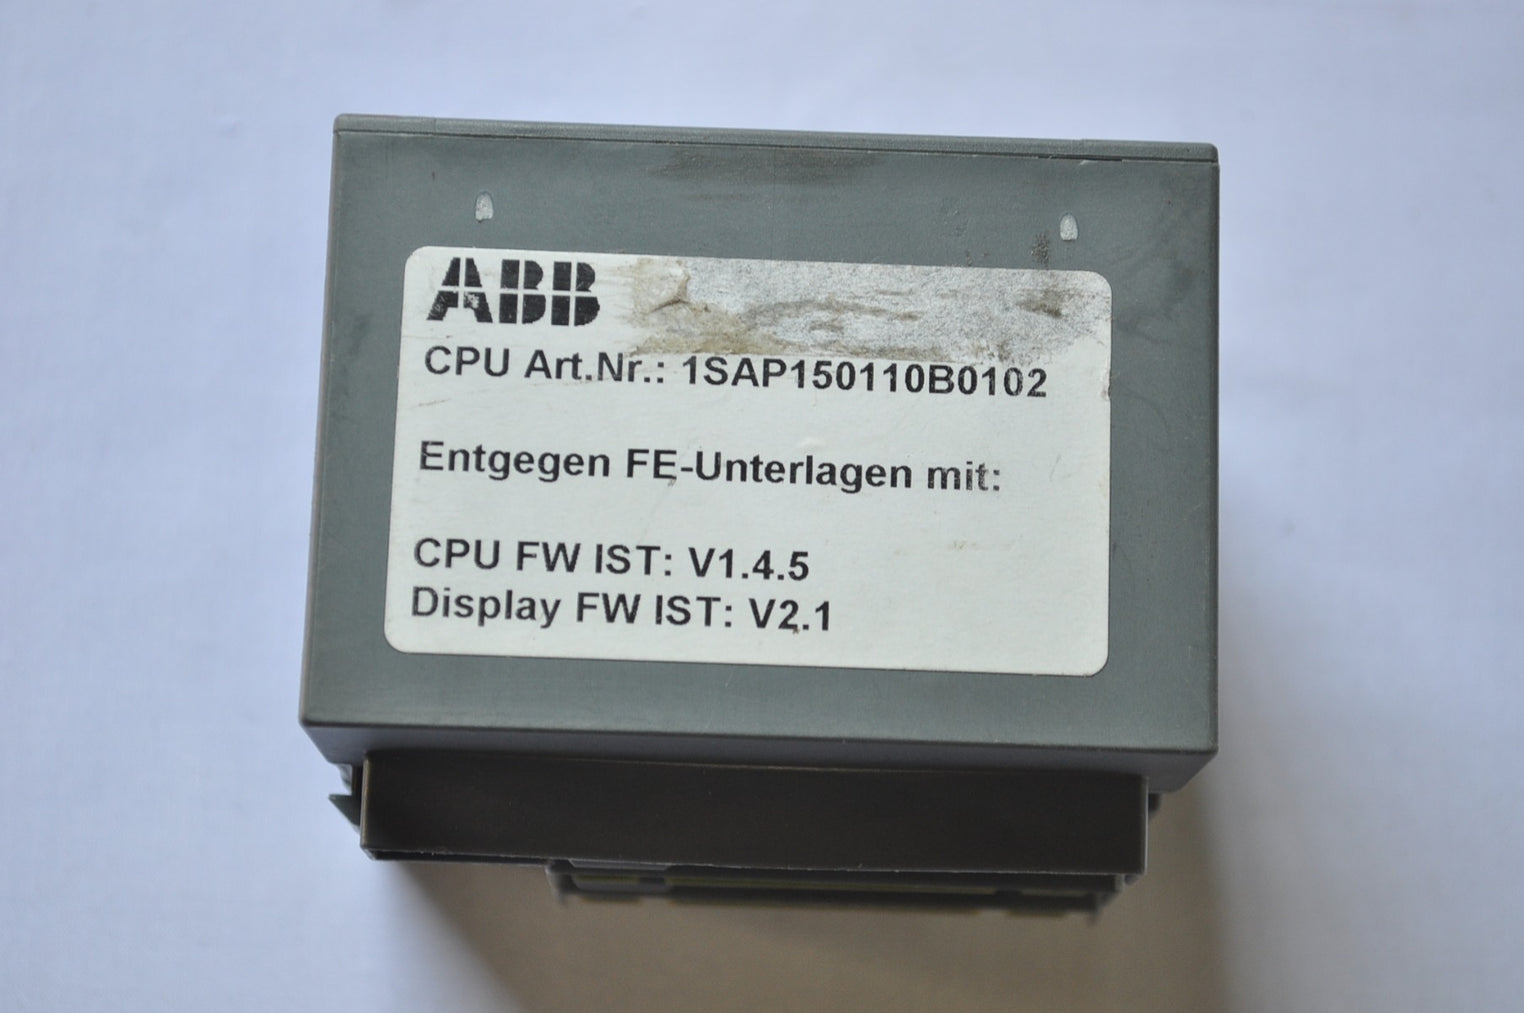 ABB
CPU Art.Nr.: 1SAP150110B0102
Entgegen FE-Unterlagen mit:
CPU FW IST: V1.4.5
Display FW IST: V2.1